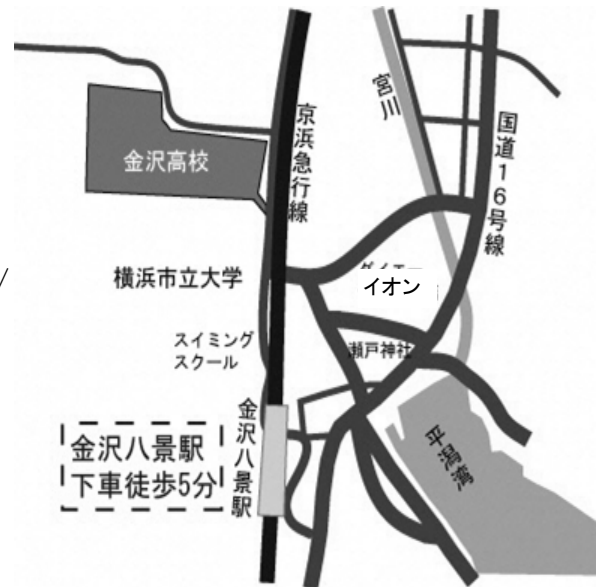 京浜急行線
宮川
国道16号線
金沢高校
横浜市立大学
イオン
スイミング
スクール
瀬戸神社
金沢八景駅
金沢八景駅
下車徒歩5分
平潟湾